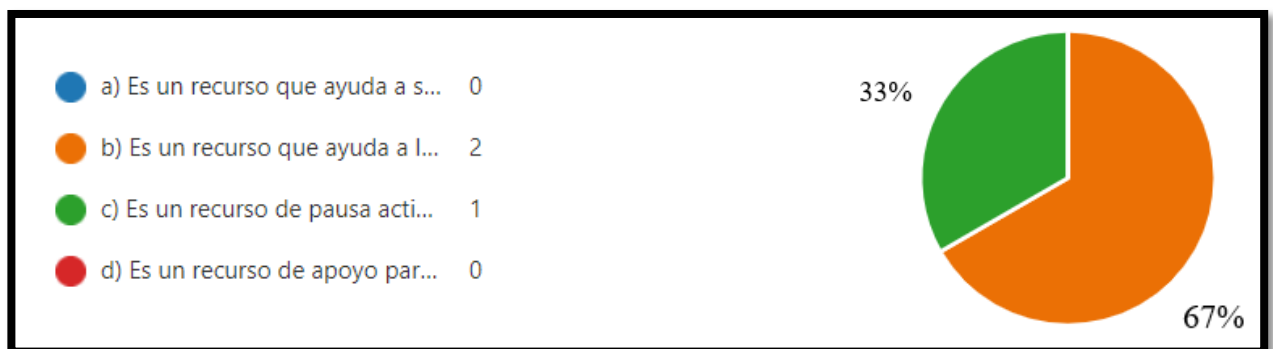 a) Es un recurso que ayuda a s... 0
b) Es un recurso que ayuda a l... 2
c) Es un recurso de pausa acti... 1
d) Es un recurso de apoyo par... 0
33%
67%